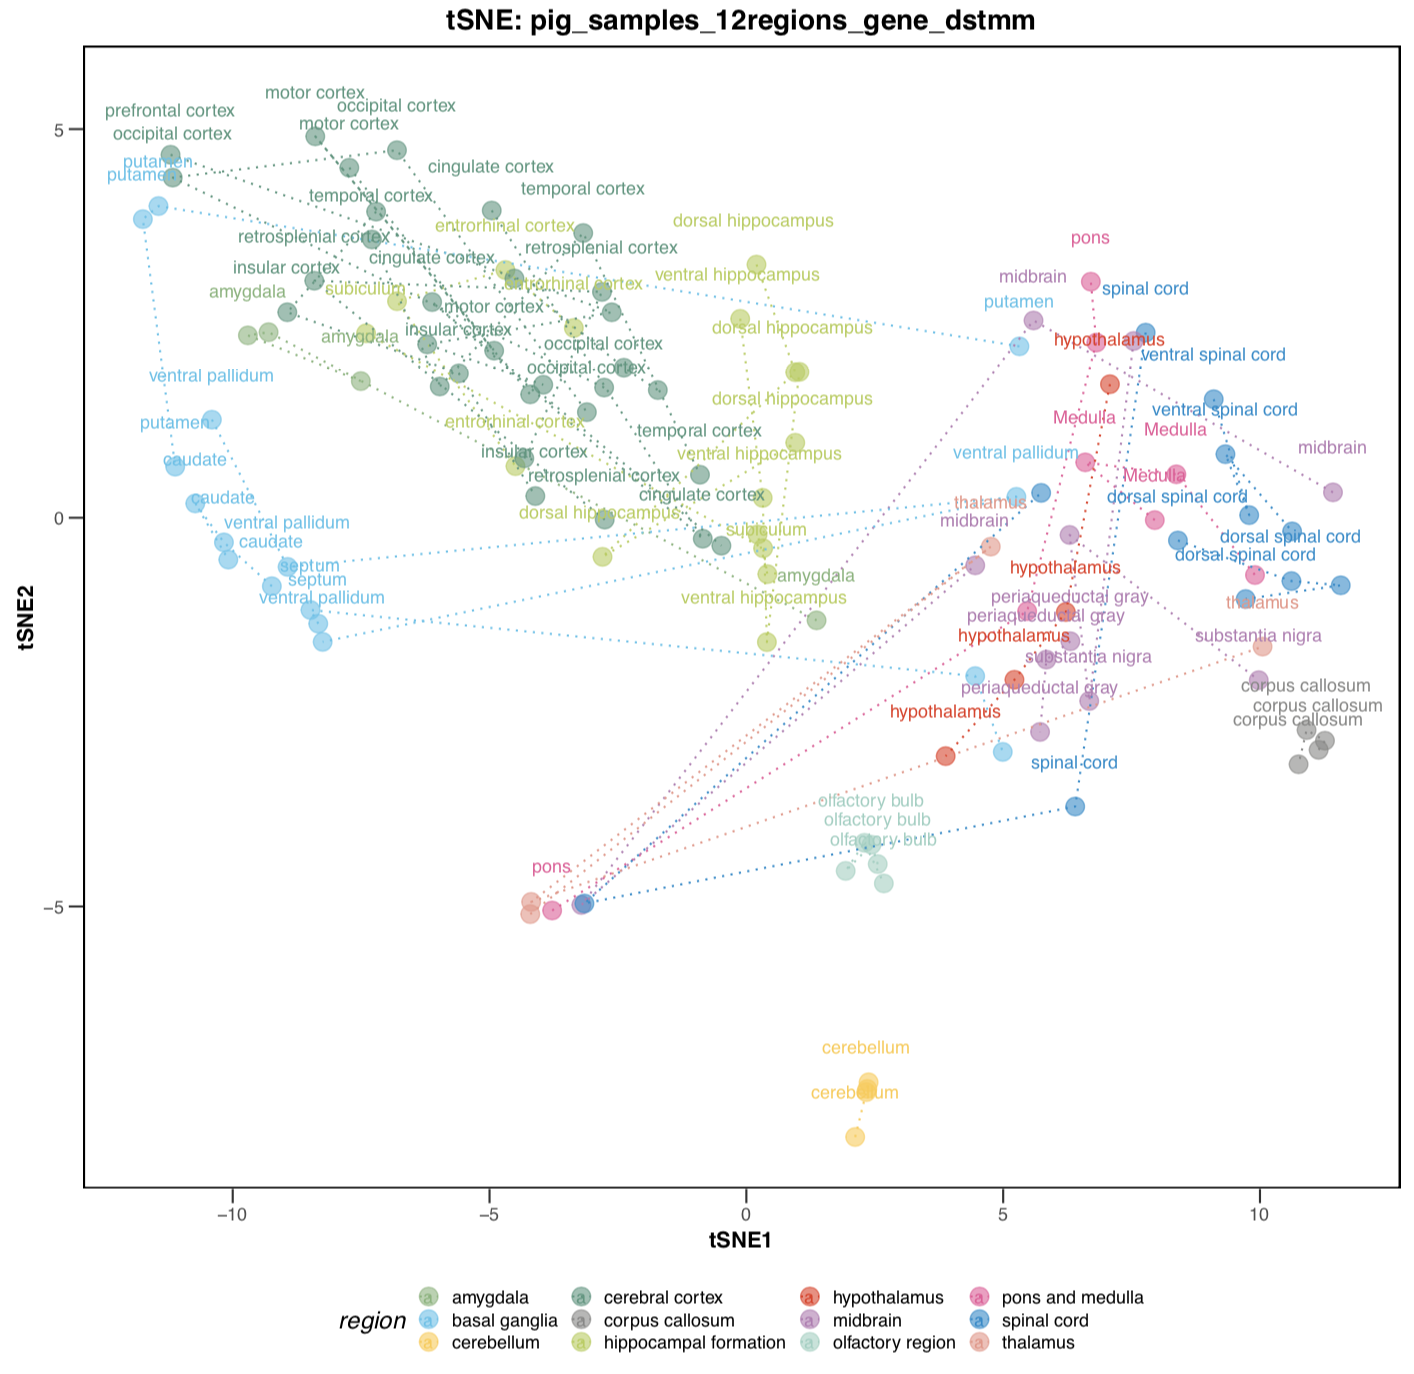 tSNE: pig_samples_12regions_gene_dstmm
motor cortex
occipital cortex
prefrontal cortex
motor cortex
occipital cortex
putamen
cingulate cortex
putamen
temporal cortex
temporal cortex
dorsal hippocampus
entrorhinal cortex
retrosplenial cortex
pons
retrosplenial cortex
cingulate cortex
insular cortex
ventral hippocampus
midbrain
entrorhinal cortex
subiculum
spinal cord
amygdala
putamen
motor cortex
insular cortex
dorsal hippocampus
amygdala
occipital cortex
hypothalamus
ventral spinal cord
occipital cortex
ventral pallidum
dorsal hippocampus
ventral spinal cord
Medulla
putamen
entrorhinal cortex
temporal cortex
Medulla
midbrain
insular cortex
ventral hippocampus
ventral pallidum
caudate
retrosplenial cortex
Medulla
caudate
cingulate cortex
dorsal spinal cord
thalamus
dorsal hippocampus
midbrain
ventral pallidum
subiculum
dorsal spinal cord
caudate
dorsal spinal cord
septum
hypothalamus
septum
amygdala
ventral pallidum
ventral hippocampus
periaqueductal gray
thalamus
periaqueductal gray
hypothalamus
substantia nigra
substantia nigra
periaqueductal gray
corpus callosum
corpus callosum
hypothalamus
corpus callosum
spinal cord
olfactory bulb
olfactory bulb
olfactory bulb
pons
cerebellum
cerebellum
5
0
−5
tSNE2
−10
−5
0
5
10
tSNE1
region
a amygdala
a basal ganglia
a cerebellum
a cerebral cortex
a corpus callosum
a hippocampal formation
a hypothalamus
a midbrain
a olfactory region
a pons and medulla
a spinal cord
a thalamus